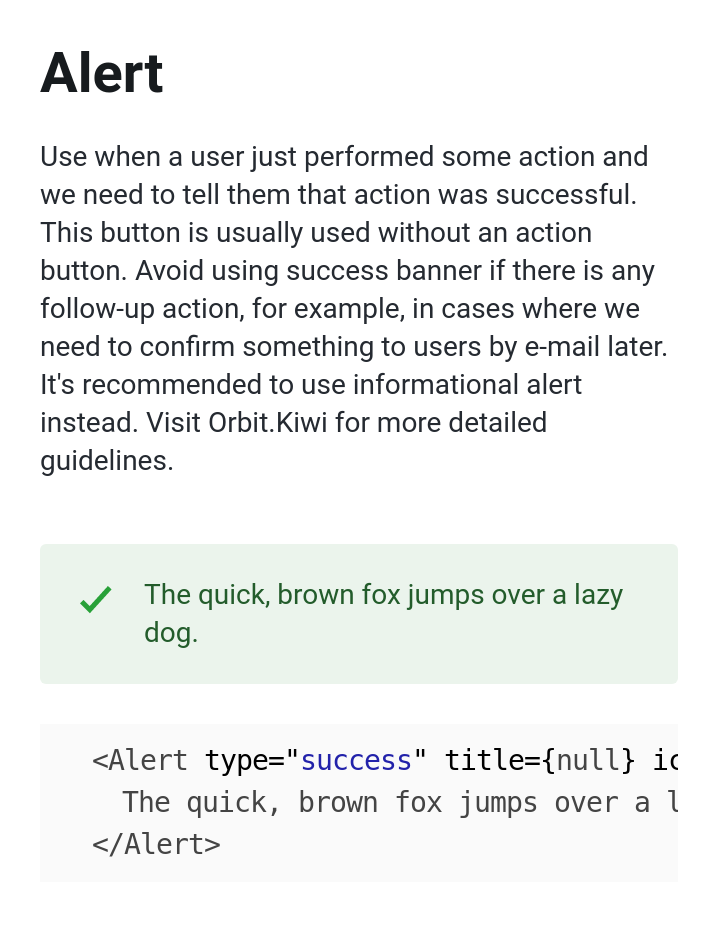 Alert
Use when a user just performed some action and
we need to tell them that action was successful.
This button is usually used without an action
button. Avoid using success banner if there is any
follow-up action, for example, in cases where we
need to confirm something to users by e-mail later.
It's recommended to use informational alert
instead. Visit Orbit.Kiwi for more detailed
guidelines.
The quick, brown fox jumps over a lazy
dog.
<Alert type="success" title={null} ic
The quick, brown fox jumps over a l
</Alert>